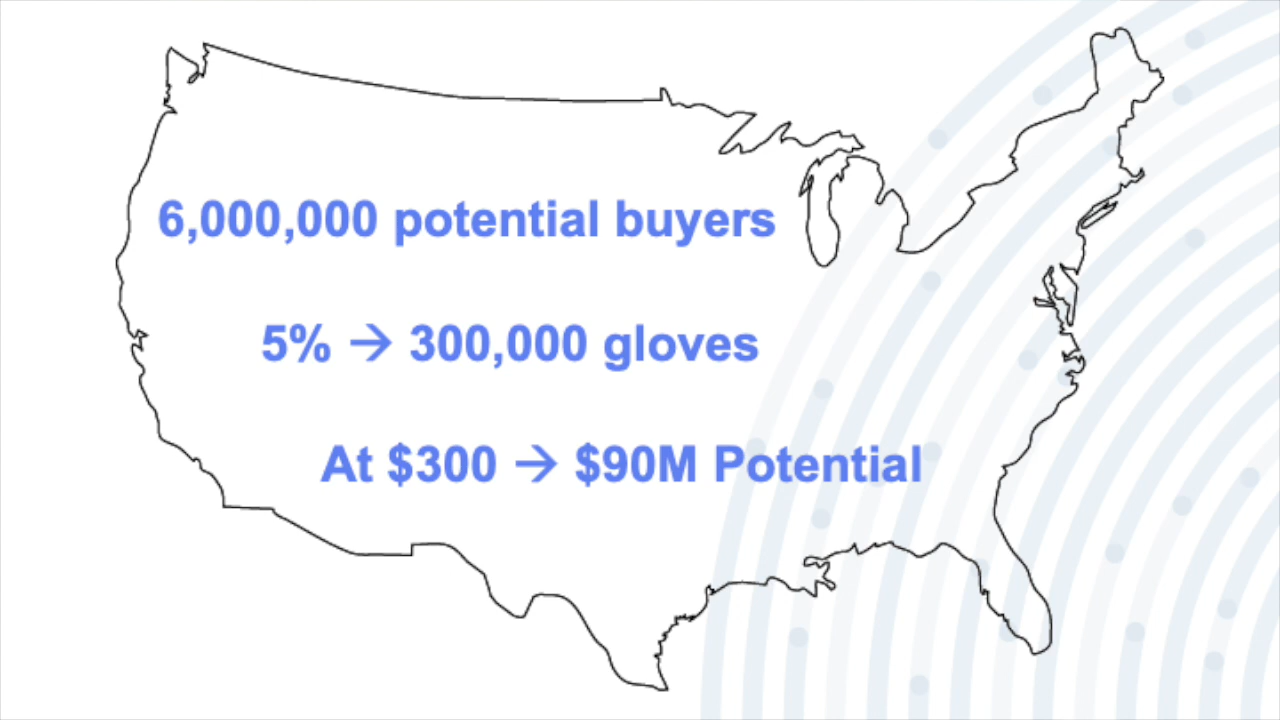 6,000,000 potential buyers
5% → 300,000 gloves
At $300 → $90M Potential